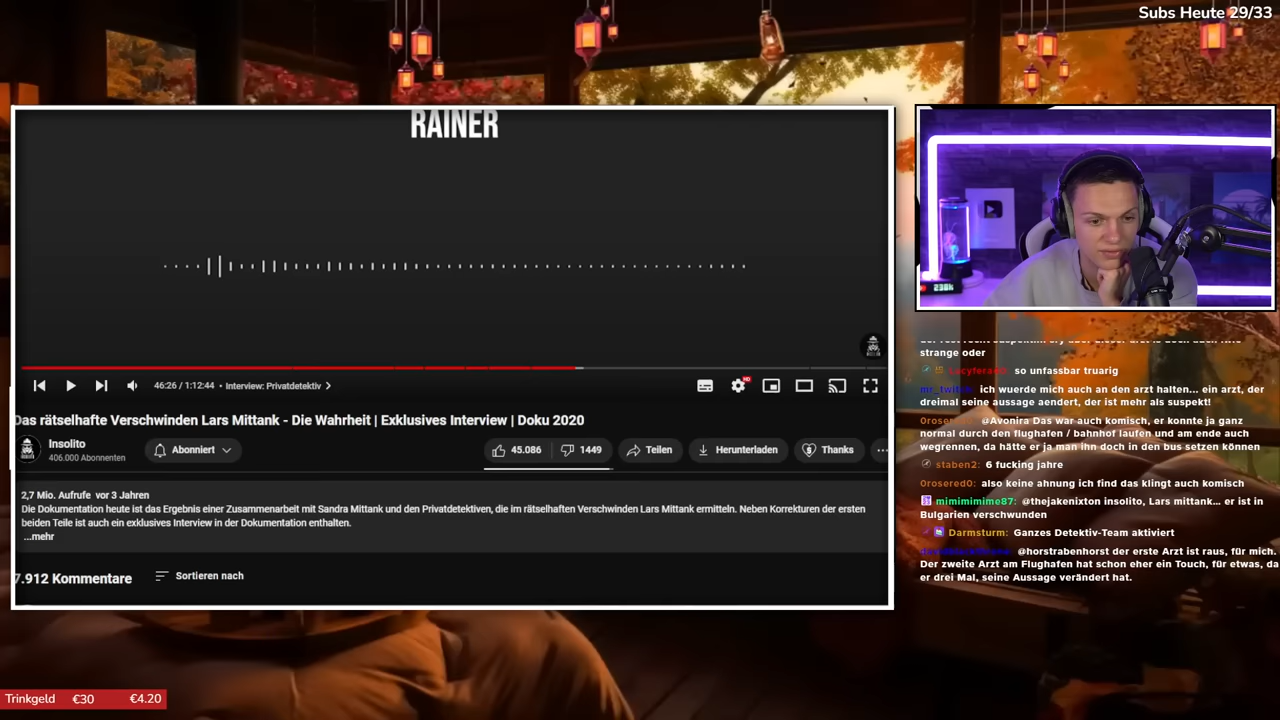 Subs Heute 29/33
RAINER
46:26 / 1:12:44 • Interview: Privatdetektiv
HD
Das rätselhafte Verschwinden Lars Mittank - Die Wahrheit | Exklusives Interview | Doku 2020
Insolito
406.000 Abonnenten
Abonniert
45.086
1449
Teilen
Herunterladen
Thanks
2,7 Mio. Aufrufe vor 3 Jahren
Die Dokumentation heute ist das Ergebnis einer Zusammenarbeit mit Sandra Mittank und den Privatdetektiven, die im rätselhaften Verschwinden Lars Mittank ermitteln. Neben Korrekturen der ersten
beiden Teile ist auch ein exklusives Interview in der Dokumentation enthalten.
...mehr
7.912 Kommentare
Sortieren nach
238k
strange oder
so unfassbar truarig
ich wuerde mich auch an den arzt halten... ein arzt, der
dreimal seine aussage aendert, der ist mehr als suspekt!
@Avonira Das war auch komisch, er konnte ja ganz
normal durch den flughafen / bahnhof laufen und am ende auch
wegrennen, da hätte er ja man ihn doch in den bus setzen können
staben2: 6 fucking jahre
0rosered0: also keine ahnung ich find das klingt auch komisch
mimimimime87: @thejakenixton insolito, Lars mittank... er ist in
Bulgarien verschwunden
Darmsturm: Ganzes Detektiv-Team aktiviert
@horstrabenhorst der erste Arzt ist raus, für mich.
Der zweite Arzt am Flughafen hat schon eher ein Touch, für etwas, da
er drei Mal, seine Aussage verändert hat.
Trinkgeld €30 €4.20